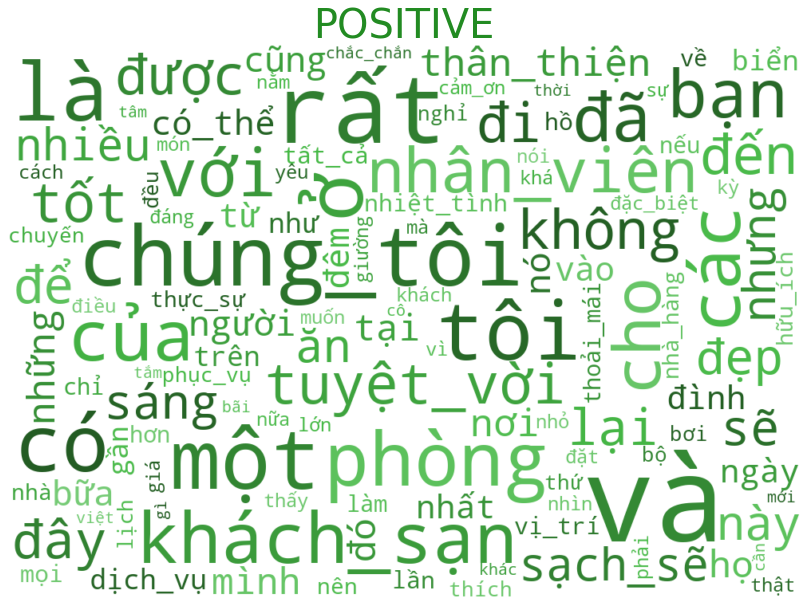 POSITIVE
là được rất cũng chắc_chắn thân_thiện về biển
nằm cảm_ơn thời sự bạn
tâm có_thể nghỉ đi hồ đã
nhiều món với tất_cả nhân_viên nói nếu đến
cách tốt đều yêu ở khá đặc_biệt kỳ
đáng từ như nhiệt_tình mà không các nhưng
chuyến chúng_tôi đêm giường nó vào hữu_ích
để thực_sự khách cho nhà_hàng
điều của người muốn tại cô tôi thoải_mái đẹp
những trên ăn vì
chỉ tắm phục_vụ tuyệt_vời đình
sáng bãi nơi nhỏ lại sẽ
có gần hơn nữa lớn bơi
một phòng đặt bộ và ngày
nhà bữa gì giá thấy làm nhất thứ nhìn mới
việt lịch khách_sạn đó vị_trí này
đây sạch_sẽ phải họ cần
mọi dịch_vụ mình nên lần thích khác thật